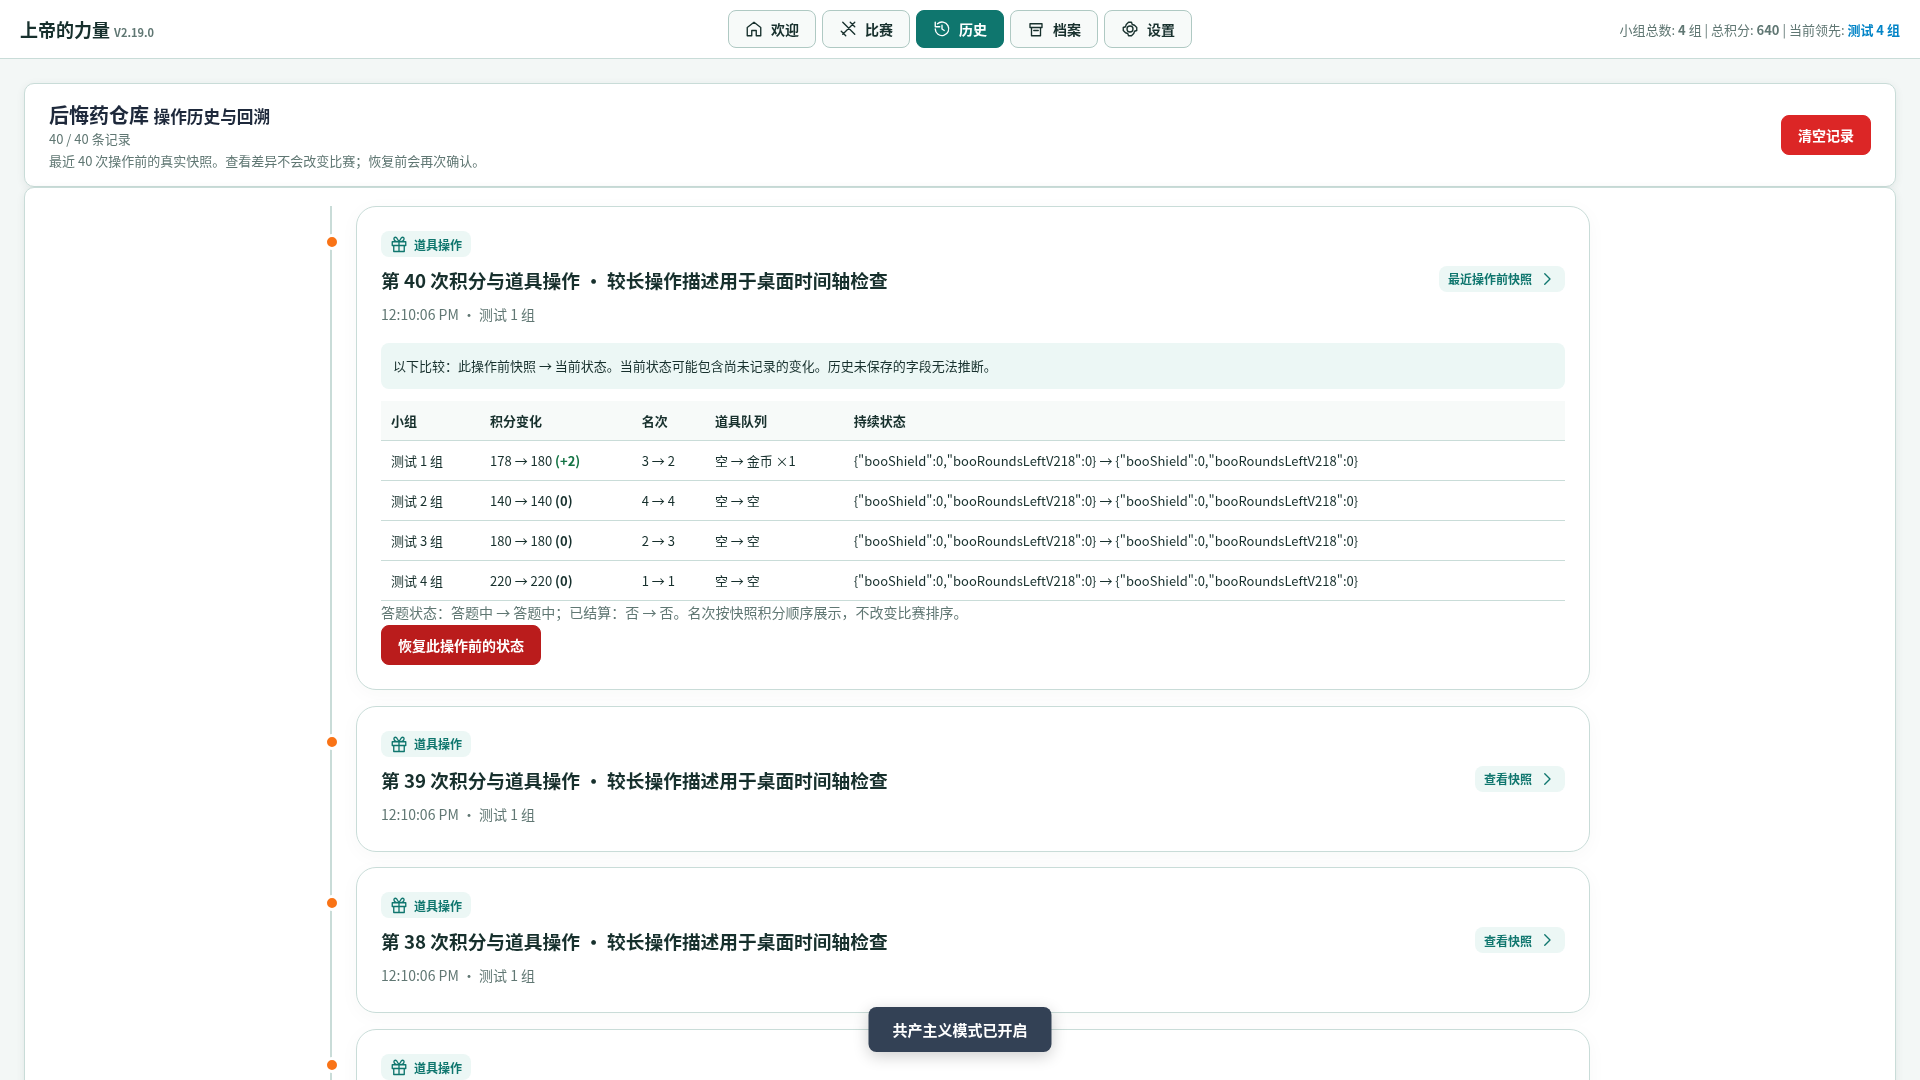 上帝的力量 V2.19.0
欢迎 比赛 历史 档案 设置
小组总数: 4 组 | 总积分: 640 | 当前领先: 测试 4 组
后悔药仓库 操作历史与回溯
40 / 40 条记录
最近 40 次操作前的真实快照。查看差异不会改变比赛；恢复前会再次确认。
清空记录
道具操作
第 40 次积分与道具操作 · 较长操作描述用于桌面时间轴检查
最近操作前快照
12:10:06 PM · 测试 1 组
以下比较：此操作前快照 → 当前状态。当前状态可能包含尚未记录的变化。历史未保存的字段无法推断。
小组 积分变化 名次 道具队列 持续状态
测试 1 组 178 → 180 (+2) 3 → 2 空 → 金币 ×1 {"booShield":0,"booRoundsLeftV218":0} → {"booShield":0,"booRoundsLeftV218":0}
测试 2 组 140 → 140 (0) 4 → 4 空 → 空 {"booShield":0,"booRoundsLeftV218":0} → {"booShield":0,"booRoundsLeftV218":0}
测试 3 组 180 → 180 (0) 2 → 3 空 → 空 {"booShield":0,"booRoundsLeftV218":0} → {"booShield":0,"booRoundsLeftV218":0}
测试 4 组 220 → 220 (0) 1 → 1 空 → 空 {"booShield":0,"booRoundsLeftV218":0} → {"booShield":0,"booRoundsLeftV218":0}
答题状态：答题中 → 答题中；已结算：否 → 否。名次按快照积分顺序展示，不改变比赛排序。
恢复此操作前的状态
道具操作
第 39 次积分与道具操作 · 较长操作描述用于桌面时间轴检查
查看快照
12:10:06 PM · 测试 1 组
道具操作
第 38 次积分与道具操作 · 较长操作描述用于桌面时间轴检查
查看快照
12:10:06 PM · 测试 1 组
共产主义模式已开启
道具操作